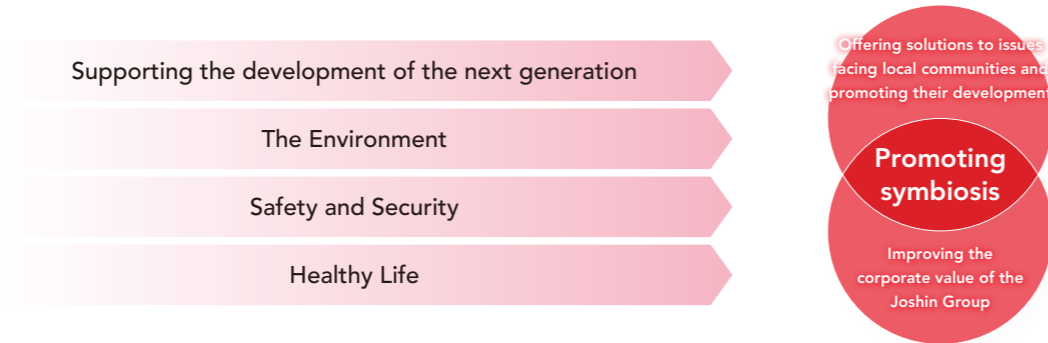 Supporting the development of the next generation
The Environment
Safety and Security
Healthy Life
Offering solutions to issues
facing local communities and
promoting their development
Promoting
symbiosis
Improving the
corporate value of the
Joshin Group